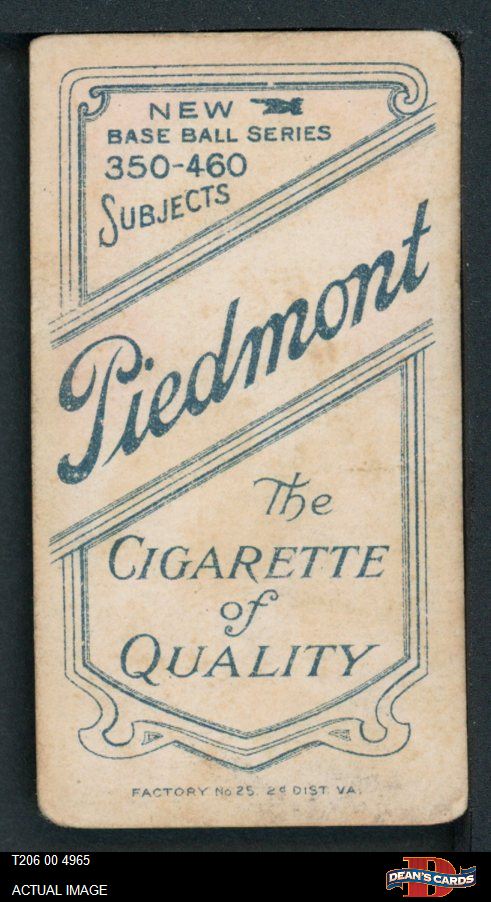 NEW
BASE BALL SERIES
350-460
SUBJECTS
Piedmont
The
CIGARETTE
of
QUALITY
FACTORY No 25. 2d DIST. VA.
T206 00 4965
ACTUAL IMAGE
DEAN'S CARDS